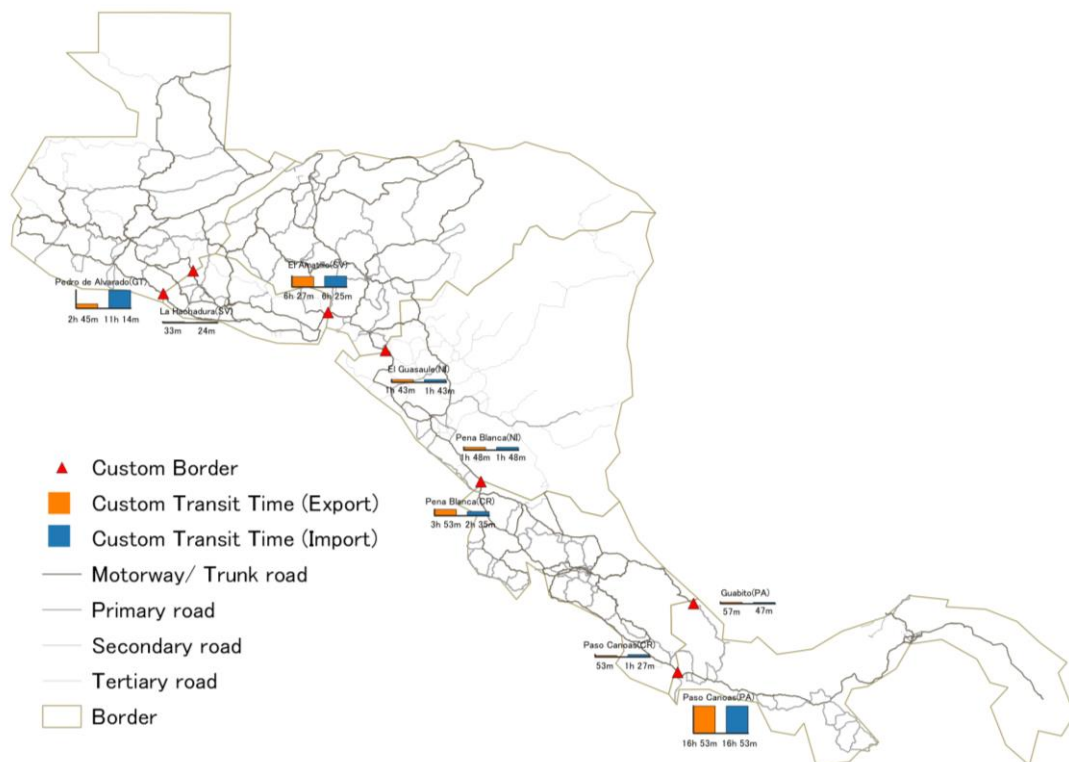 El Amatillo(SV)
6h 27m 6h 25m
Pedro de Alvarado(GT)
2h 45m 11h 14m
La Hachadura(SV)
33m 24m
El Guasaule(NI)
1h 43m 1h 43m
Pena Blanca(NI)
1h 48m 1h 48m
Pena Blanca(CR)
3h 53m 2h 35m
Guabito(PA)
57m 47m
Paso Canoas(CR)
53m 1h 27m
Paso Canoas(PA)
16h 53m 16h 53m
Custom Border
Custom Transit Time (Export)
Custom Transit Time (Import)
Motorway/ Trunk road
Primary road
Secondary road
Tertiary road
Border